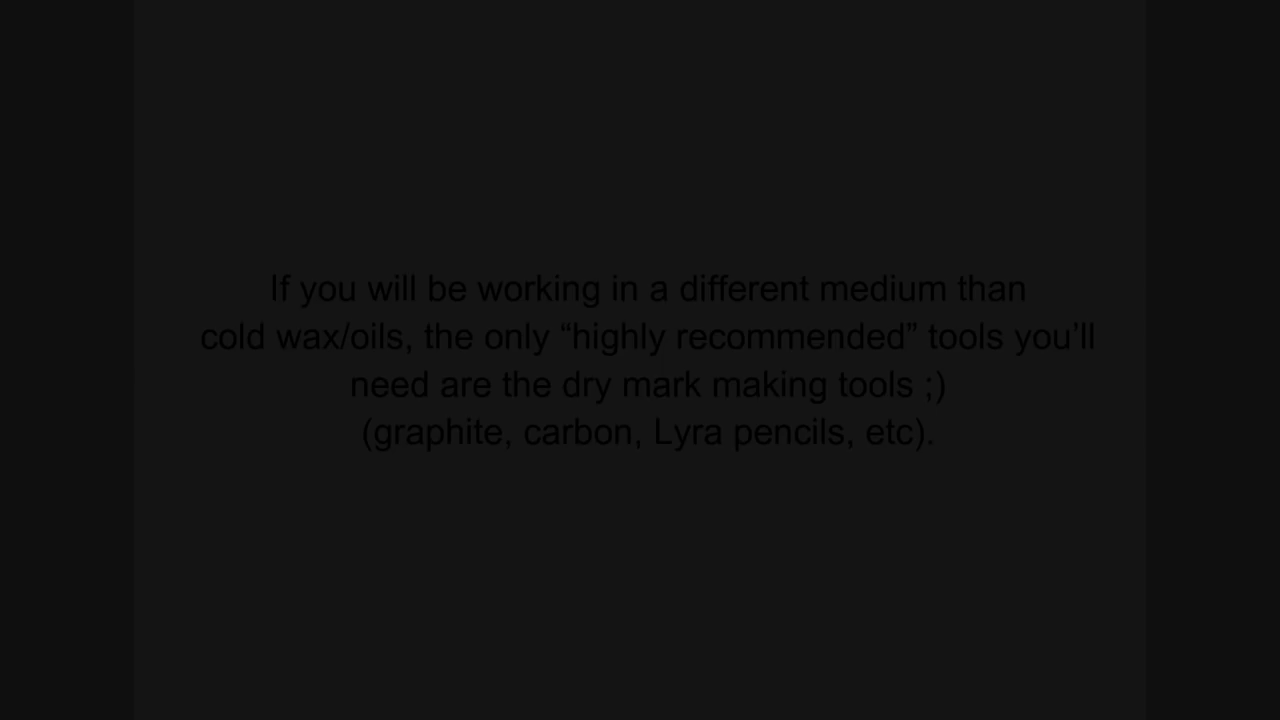 If you will be working in a different medium than
cold wax/oils, the only “highly recommended” tools you’ll
need are the dry mark making tools ;)
(graphite, carbon, Lyra pencils, etc).